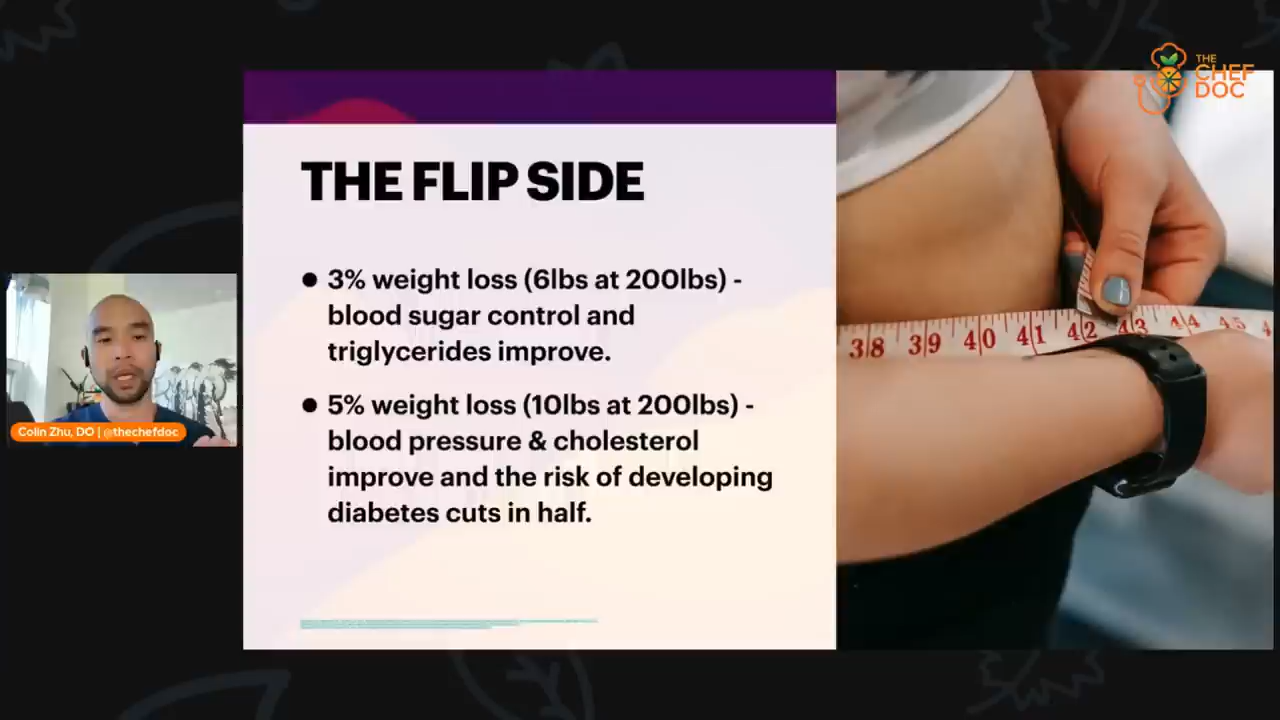 THE
CHEF
DOC
THE FLIP SIDE
● 3% weight loss (6lbs at 200lbs) -
blood sugar control and
triglycerides improve.
● 5% weight loss (10lbs at 200lbs) -
blood pressure & cholesterol
improve and the risk of developing
diabetes cuts in half.
38 39 40 41 42 43 44 45
Colin Zhu, DO | @thechefdoc